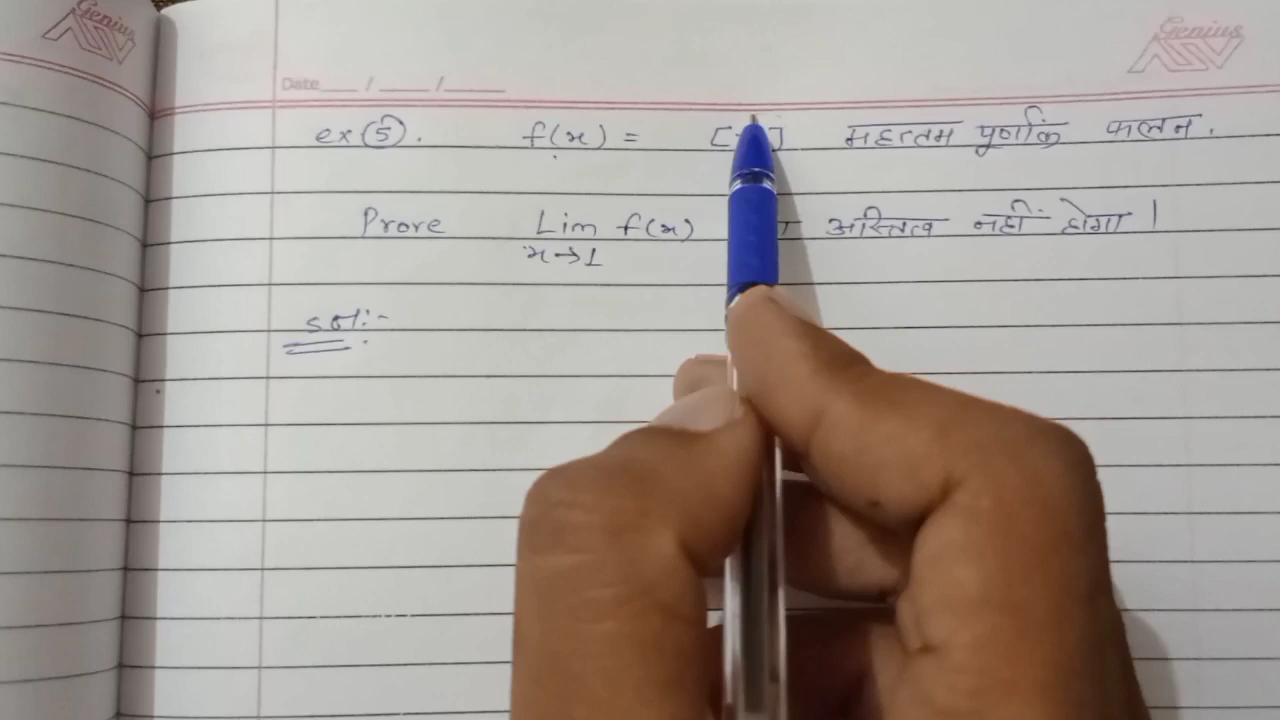 Genius
Genius
Date / /
ex (5). f(x) = [ ] महत्तम पूर्णांक फलन.
Prove Lim f(x) अस्तित्व नहीं होगा।
x→1
Sol:-